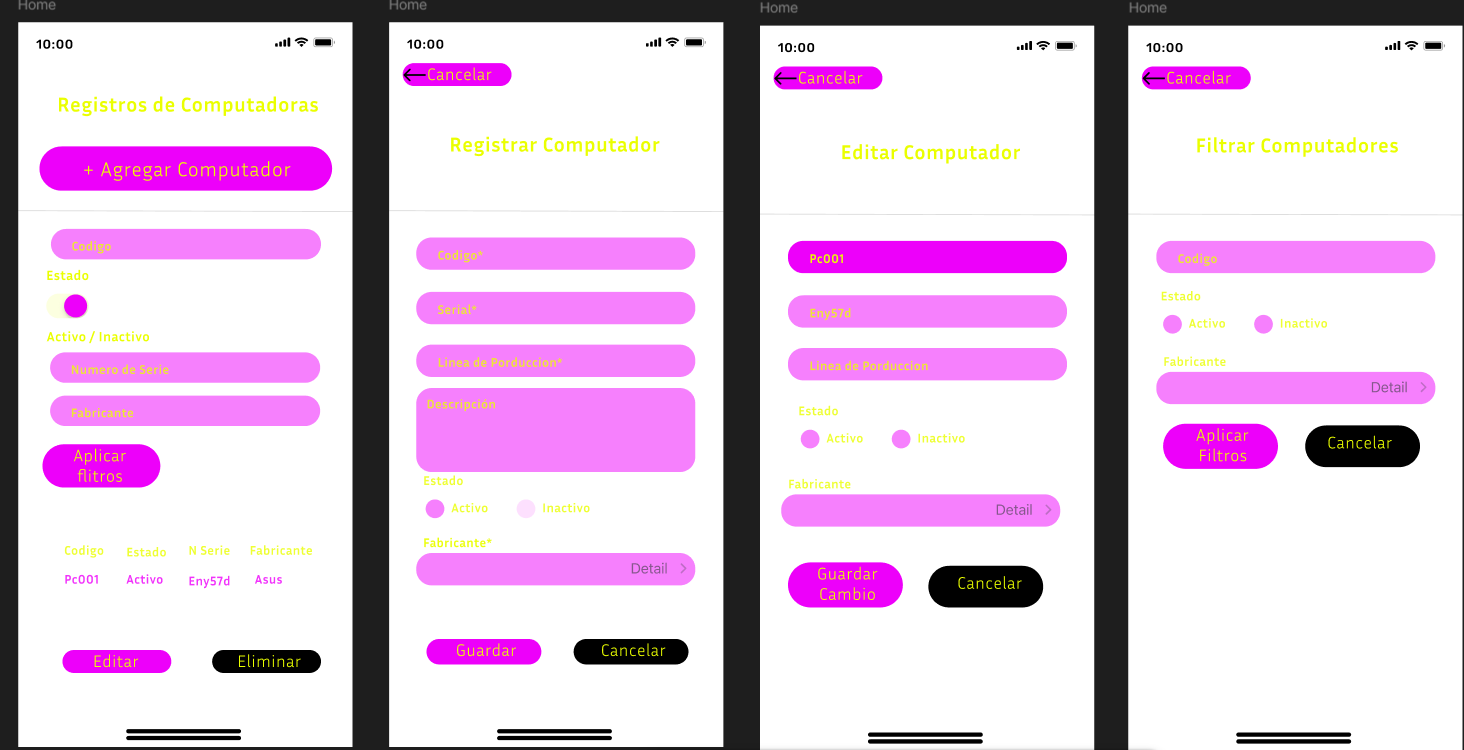 Home
10:00
Registros de Computadoras
+ Agregar Computador
Codigo
Estado
Activo / Inactivo
Numero de Serie
Fabricante
Aplicar
flitros
Codigo Estado N Serie Fabricante
Pc001 Activo Eny57d Asus
Editar Eliminar
Home
10:00
Cancelar
Registrar Computador
Codigo*
Serial*
Linea de Porduccion*
Descripción
Estado
Activo Inactivo
Fabricante*
Detail
Guardar Cancelar
Home
10:00
Cancelar
Editar Computador
Pc001
Eny57d
Linea de Porduccion
Estado
Activo Inactivo
Fabricante
Detail
Guardar
Cambio
Cancelar
Home
10:00
Cancelar
Filtrar Computadores
Codigo
Estado
Activo Inactivo
Fabricante
Detail
Aplicar
Filtros
Cancelar